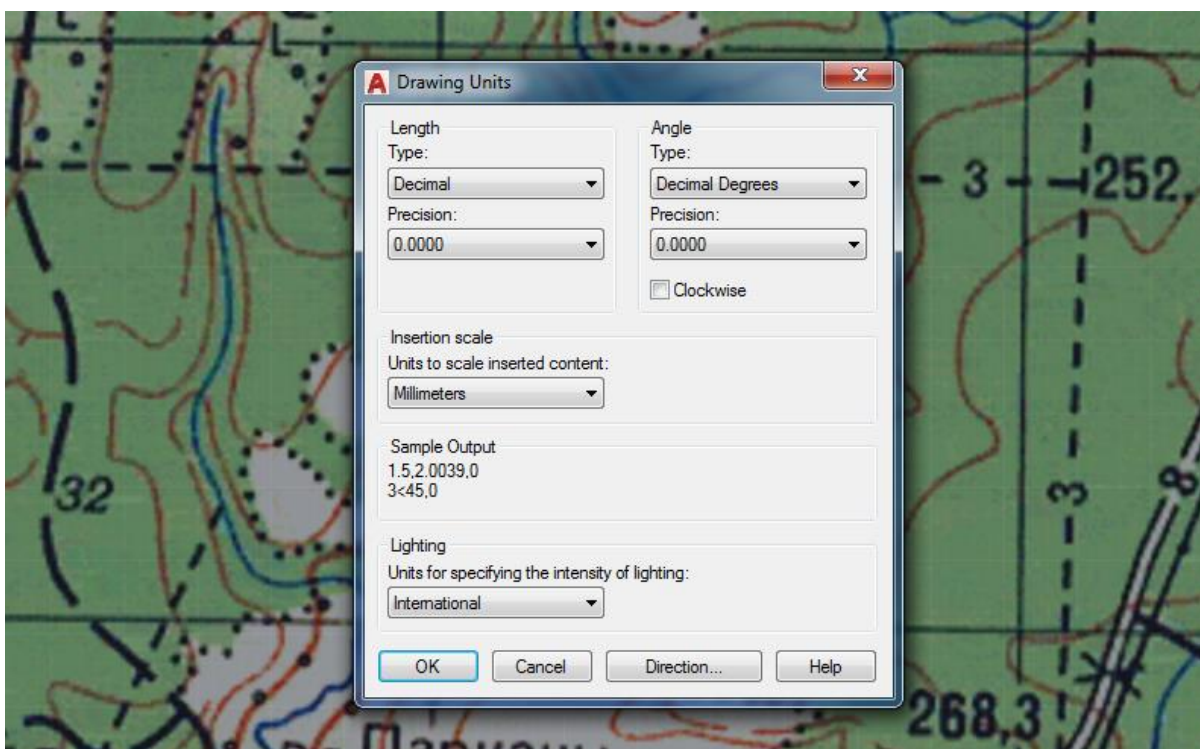 Drawing Units
Length
Type:
Decimal
Precision:
0.0000
Angle
Type:
Decimal Degrees
Precision:
0.0000
Clockwise
Insertion scale
Units to scale inserted content:
Millimeters
Sample Output
1.5,2.0039,0
3<45,0
Lighting
Units for specifying the intensity of lighting:
International
OK Cancel Direction... Help
3
252,
32
3
8
268,3